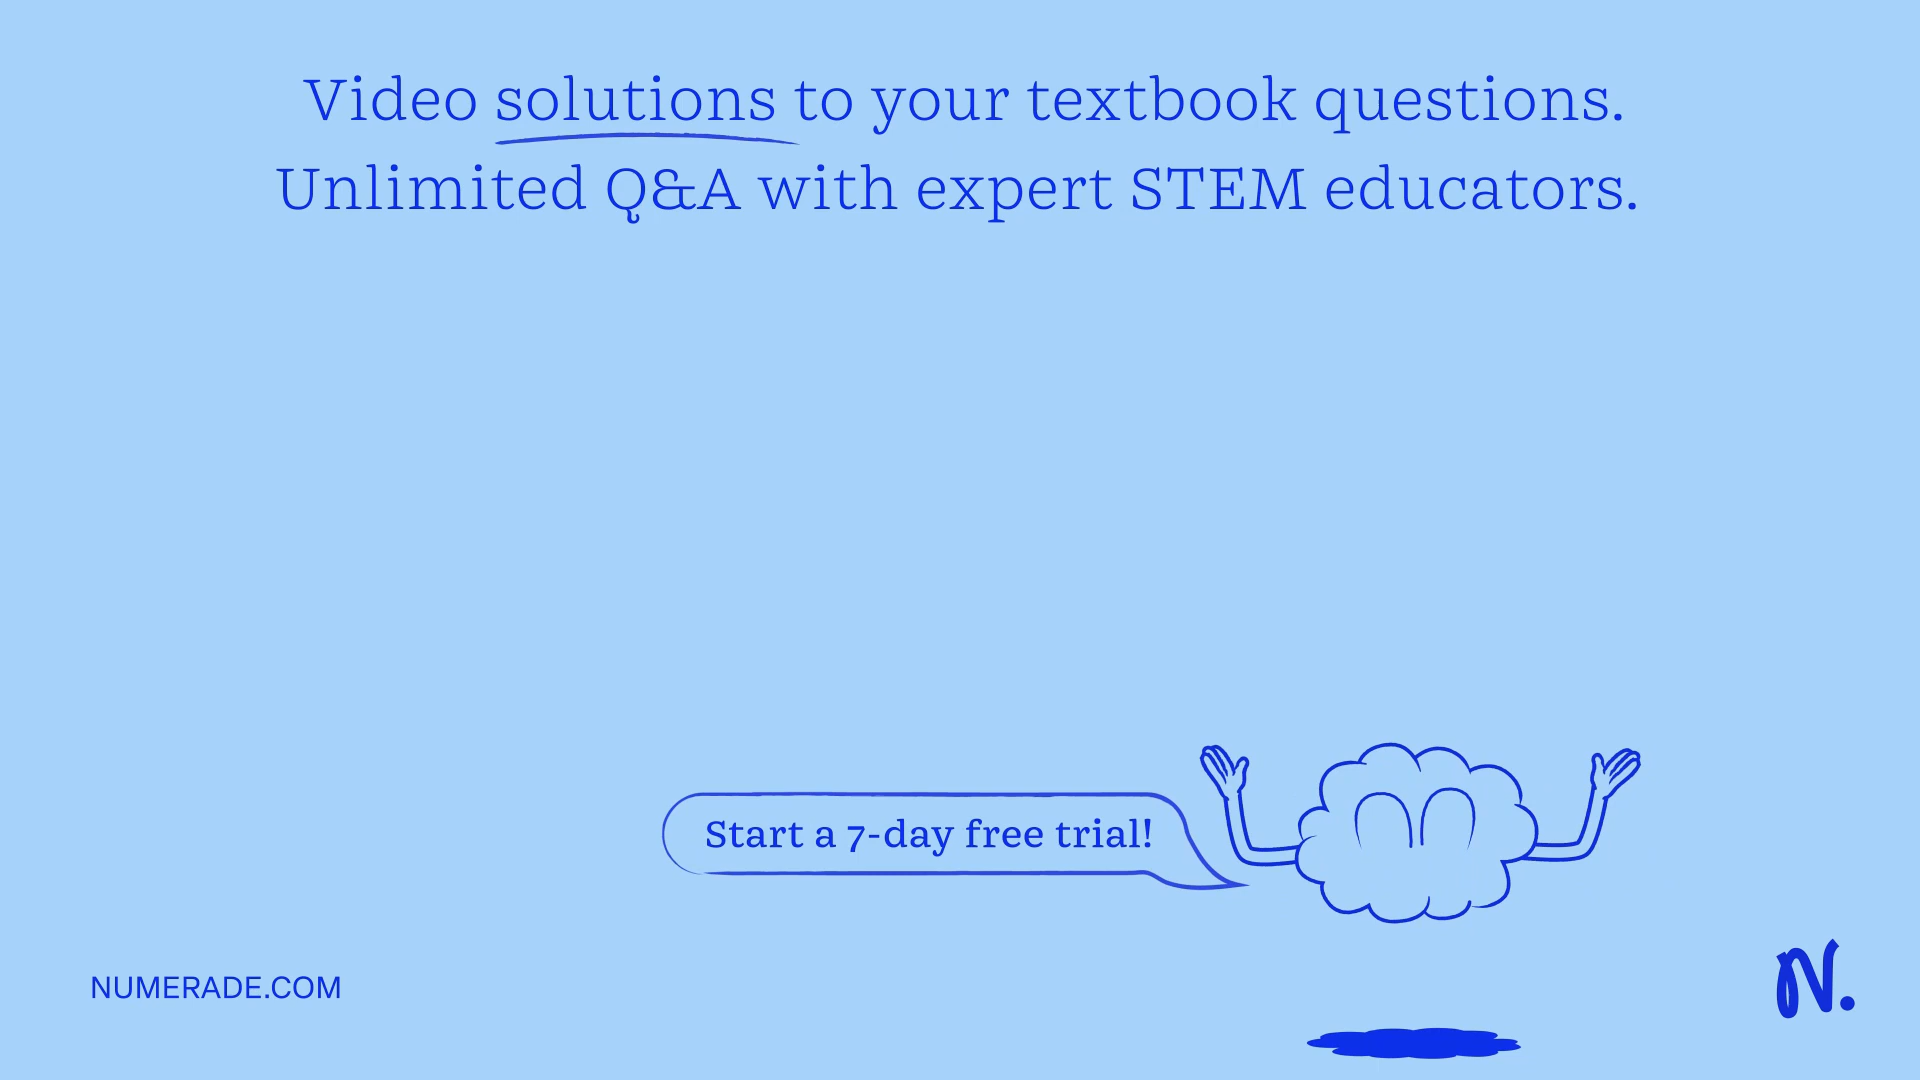 Video solutions to your textbook questions.
Unlimited Q&A with expert STEM educators.
Start a 7-day free trial!
NUMERADE.COM
N.